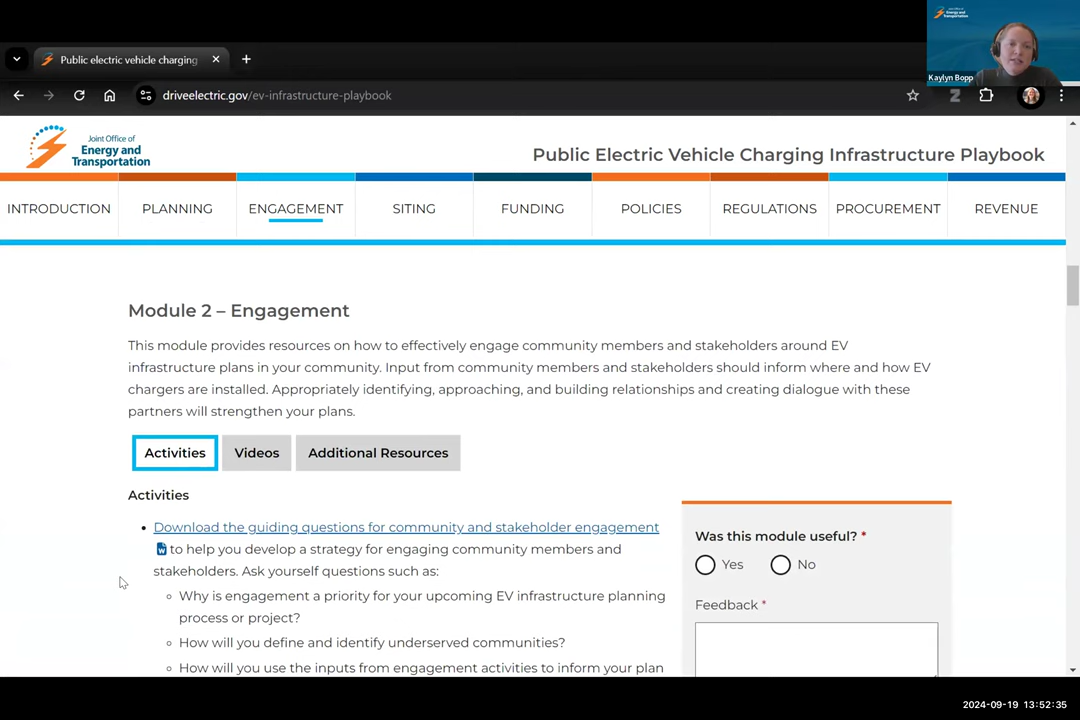 Joint Office of
Energy and
Transportation
Kaylyn Bopp
Public electric vehicle charging
driveelectric.gov/ev-infrastructure-playbook
Joint Office of
Energy and
Transportation
Public Electric Vehicle Charging Infrastructure Playbook
INTRODUCTION PLANNING ENGAGEMENT SITING FUNDING POLICIES REGULATIONS PROCUREMENT REVENUE
Module 2 – Engagement
This module provides resources on how to effectively engage community members and stakeholders around EV
infrastructure plans in your community. Input from community members and stakeholders should inform where and how EV
chargers are installed. Appropriately identifying, approaching, and building relationships and creating dialogue with these
partners will strengthen your plans.
Activities Videos Additional Resources
Activities
• Download the guiding questions for community and stakeholder engagement
to help you develop a strategy for engaging community members and
stakeholders. Ask yourself questions such as:
Why is engagement a priority for your upcoming EV infrastructure planning
process or project?
How will you define and identify underserved communities?
How will you use the inputs from engagement activities to inform your plan
Was this module useful? *
Yes No
Feedback *
2024-09-19 13:52:35